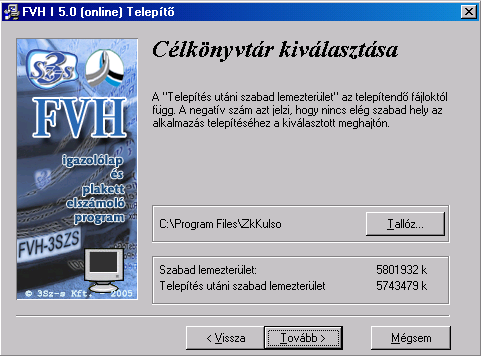 FVH I 5.0 (online) Telepítő
Célkönyvtár kiválasztása
3
SzS
FVH
igazolólap
és
plakett
elszámoló
program
FVH-3SZS
© 3Sz-s Kft. - 2005
A "Telepítés utáni szabad lemezterület" az telepítendő fájloktól
függ. A negatív szám azt jelzi, hogy nincs elég szabad hely az
alkalmazás telepítéséhez a kiválasztott meghajtón.
C:\Program Files\ZkKulso
Tallóz...
Szabad lemezterület: 5801932 k
Telepítés utáni szabad lemezterület 5743479 k
< Vissza
Tovább >
Mégsem